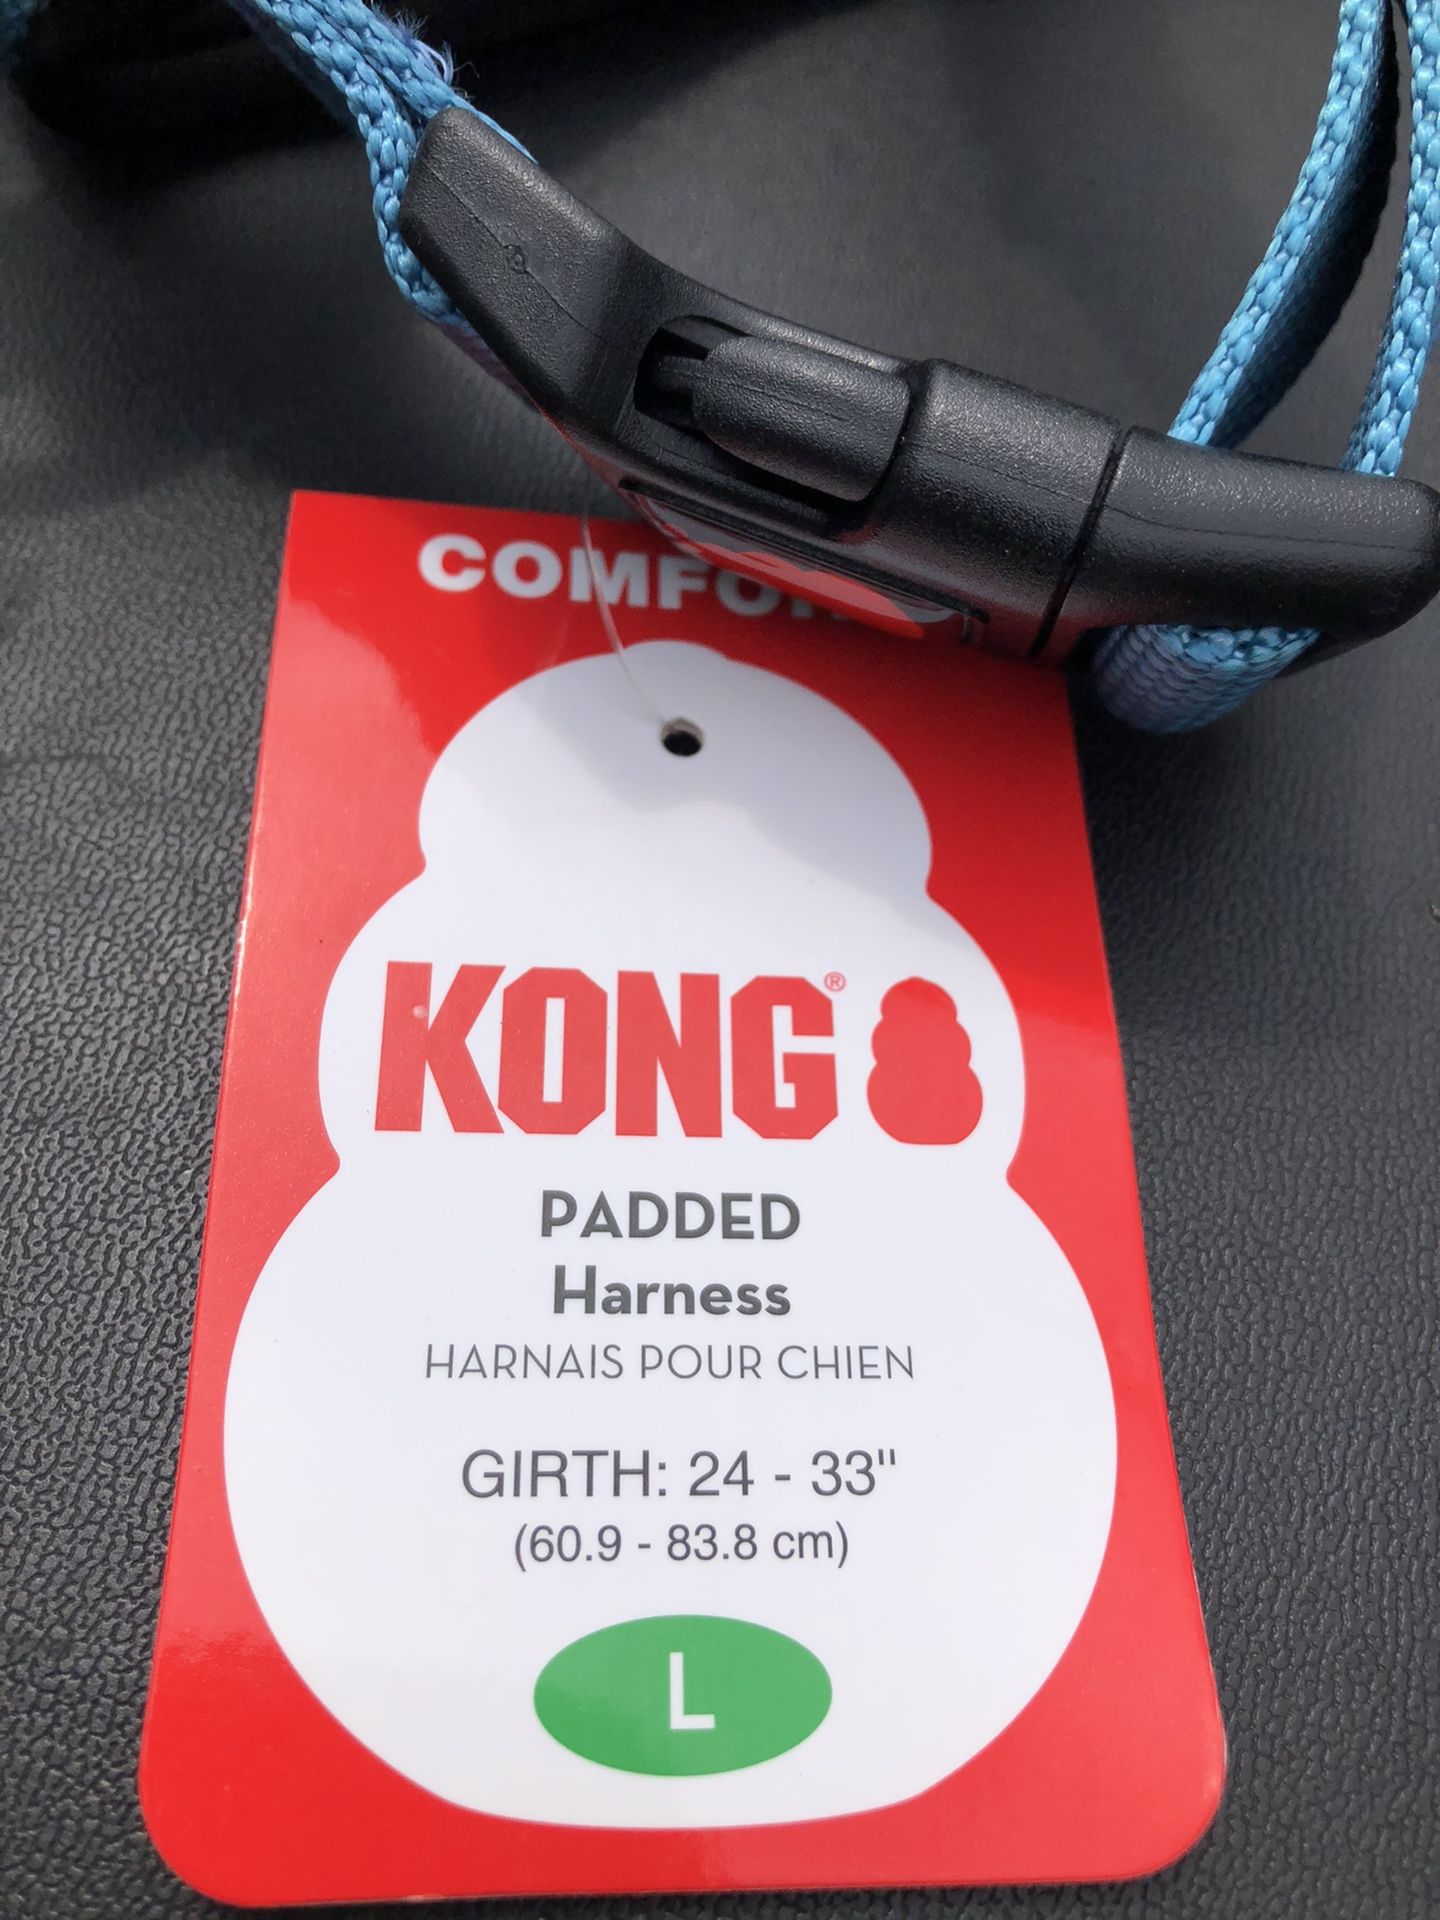 KONG®
PADDED
Harness
HARNAIS POUR CHIEN
GIRTH: 24 - 33"
(60.9 - 83.8 cm)
L